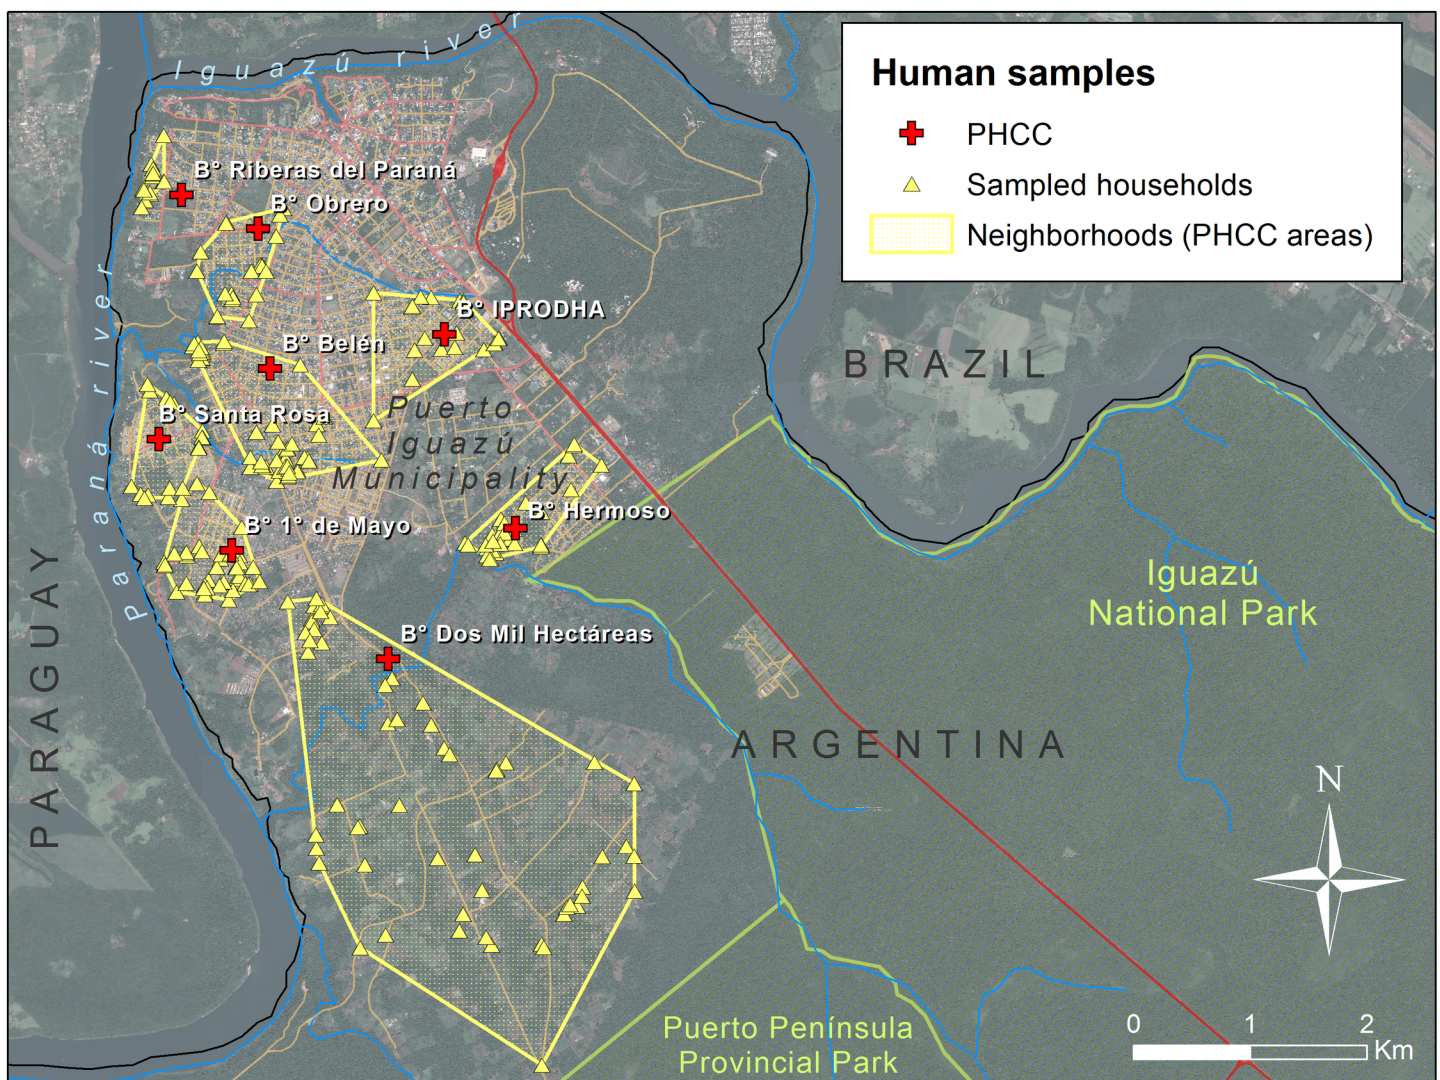 Iguazú river
Human samples
PHCC
Sampled households
Neighborhoods (PHCC areas)
B° Riberas del Paraná
B° Obrero
B° IPRODHA
B° Belén
BRAZIL
Paraná river
B° Santa Rosa
Puerto
Iguazú
Municipality
B° Hermoso
B° 1° de Mayo
PARAGUAY
Iguazú
National Park
B° Dos Mil Hectáreas
ARGENTINA
N
Puerto Península
Provincial Park
0 1 2
Km